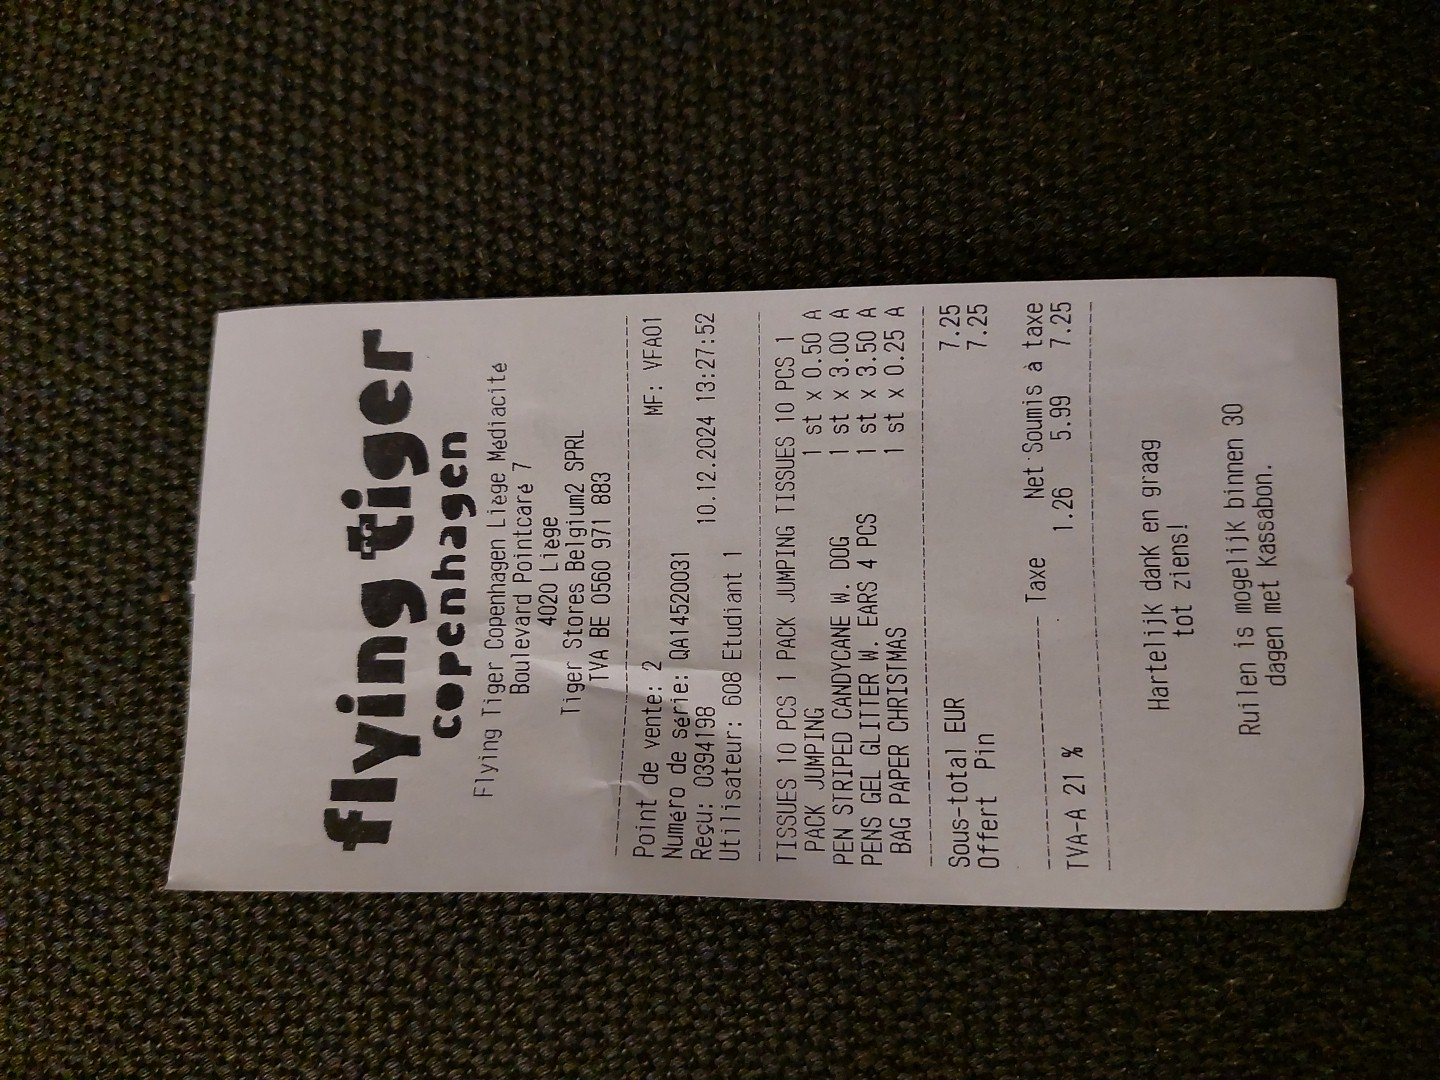 flying tiger
copenhagen
Flying Tiger Copenhagen Liège Médiacité
Boulevard Pointcaré 7
4020 Liège
Tiger Stores Belgium2 SPRL
TVA BE 0560 971 883
Point de vente: 2 MF: VFA01
Numéro de série: QA14520031
Reçu: 0394198 10.12.2024 13:27:52
Utilisateur: 608 Etudiant 1
TISSUES 10 PCS 1 PACK JUMPING TISSUES 10 PCS 1
PACK JUMPING 1 st x 0.50 A
PEN STRIPED CANDYCANE W. DOG 1 st x 3.00 A
PENS GEL GLITTER W. EARS 4 PCS 1 st x 3.50 A
BAG PAPER CHRISTMAS 1 st x 0.25 A
Sous-total EUR 7.25
Offert Pin 7.25
Taxe Net Soumis à taxe
TVA-A 21 % 1.26 5.99 7.25
Hartelijk dank en graag
tot ziens!
Ruilen is mogelijk binnen 30
dagen met kassabon.